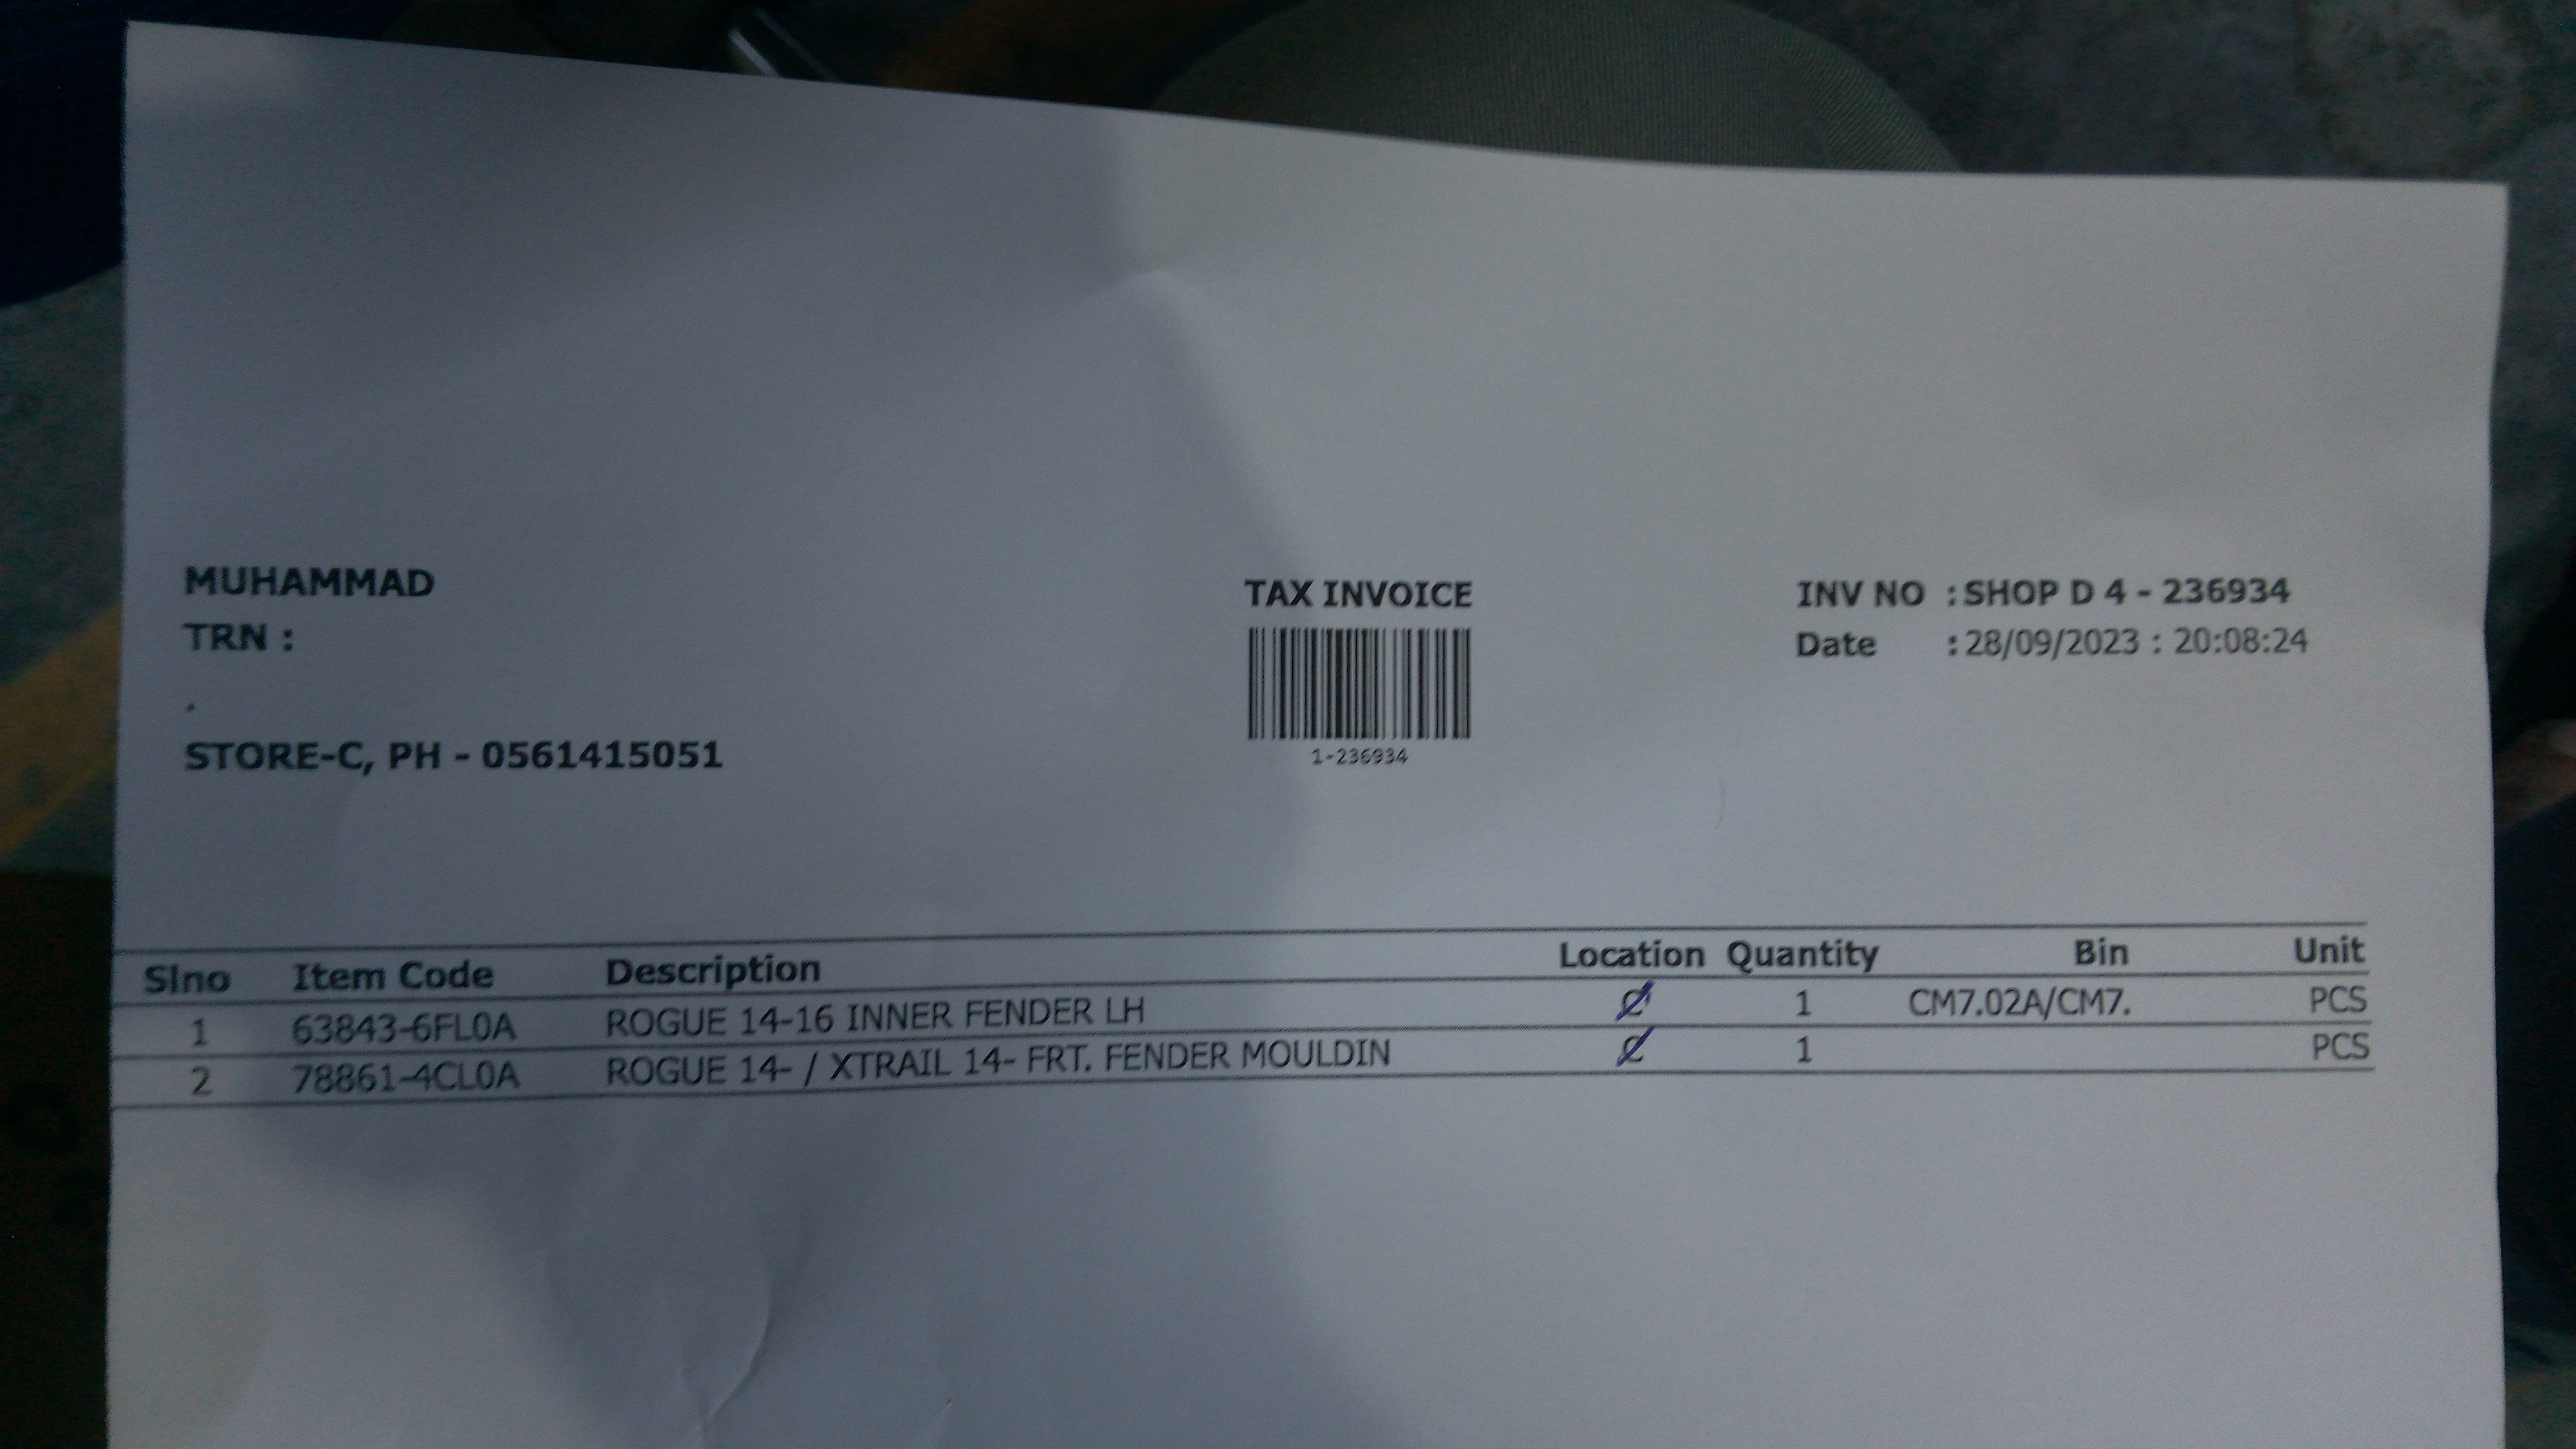 MUHAMMAD
TRN :
.
STORE-C, PH - 0561415051
TAX INVOICE
1-236934
INV NO : SHOP D 4 - 236934
Date : 28/09/2023 : 20:08:24
Slno Item Code Description Location Quantity Bin Unit
1 63843-6FL0A ROGUE 14-16 INNER FENDER LH C 1 CM7.02A/CM7. PCS
2 78861-4CL0A ROGUE 14- / XTRAIL 14- FRT. FENDER MOULDIN C 1 PCS